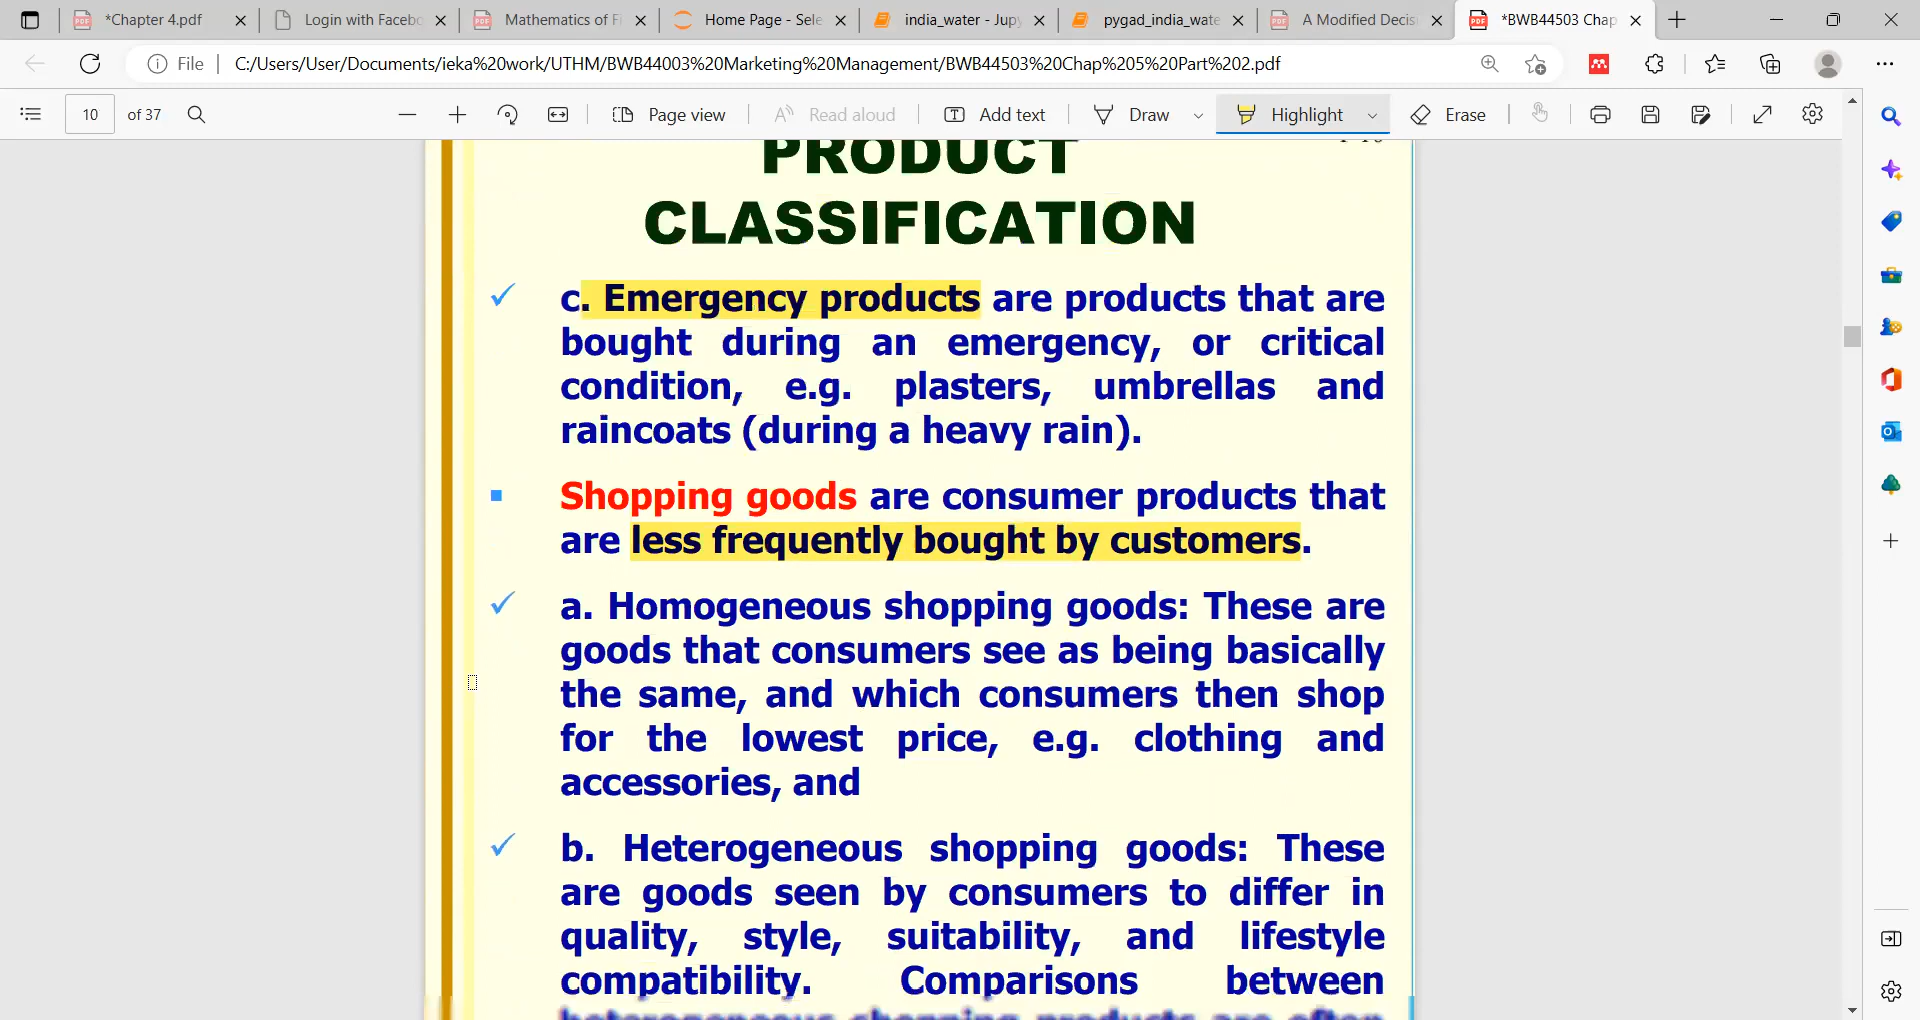 *Chapter 4.pdf
Login with Facebo
Mathematics of Fi
Home Page - Sele
india_water - Jupy
pygad_india_wate
A Modified Decis
*BWB44503 Chap
File
C:/Users/User/Documents/ieka%20work/UTHM/BWB44003%20Marketing%20Management/BWB44503%20Chap%205%20Part%202.pdf
10 of 37
Page view
Read aloud
Add text
Draw
Highlight
Erase
PRODUCT
CLASSIFICATION
c. Emergency products are products that are
bought during an emergency, or critical
condition, e.g. plasters, umbrellas and
raincoats (during a heavy rain).
Shopping goods are consumer products that
are less frequently bought by customers.
a. Homogeneous shopping goods: These are
goods that consumers see as being basically
the same, and which consumers then shop
for the lowest price, e.g. clothing and
accessories, and
b. Heterogeneous shopping goods: These
are goods seen by consumers to differ in
quality, style, suitability, and lifestyle
compatibility. Comparisons between
heterogeneous shopping products are often